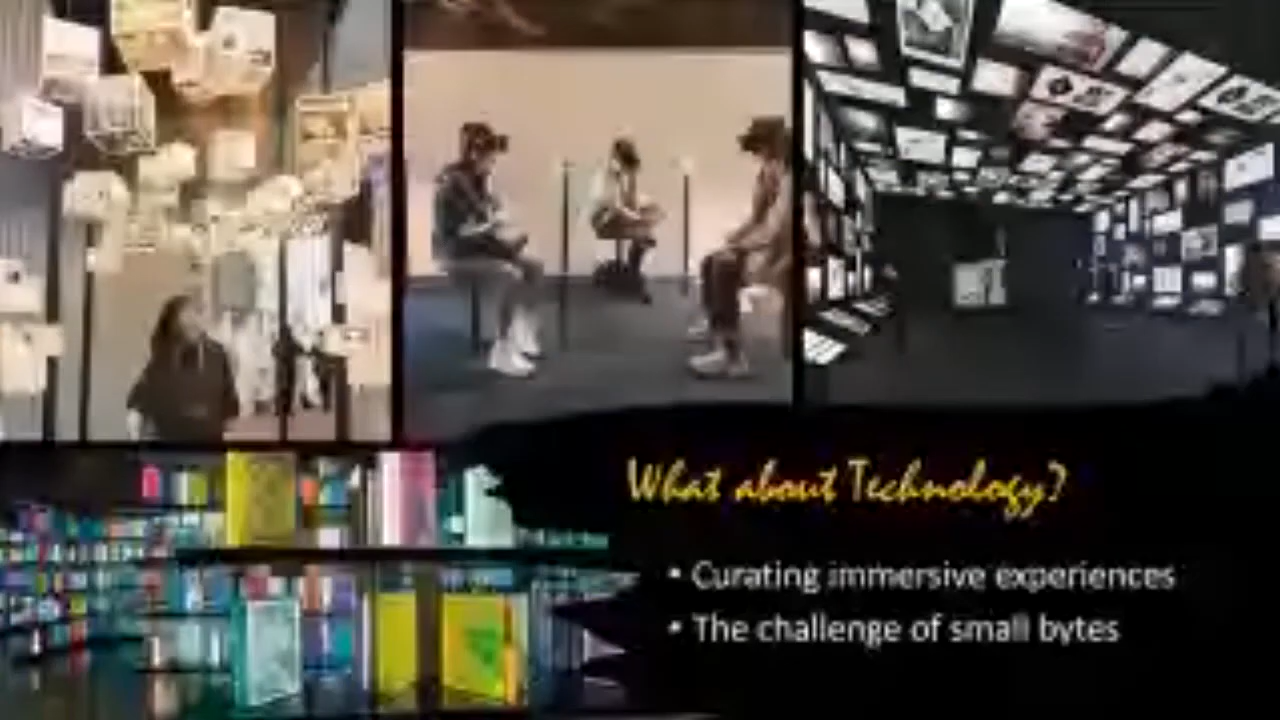 What about Technology?
• Curating immersive experiences
• The challenge of small bytes